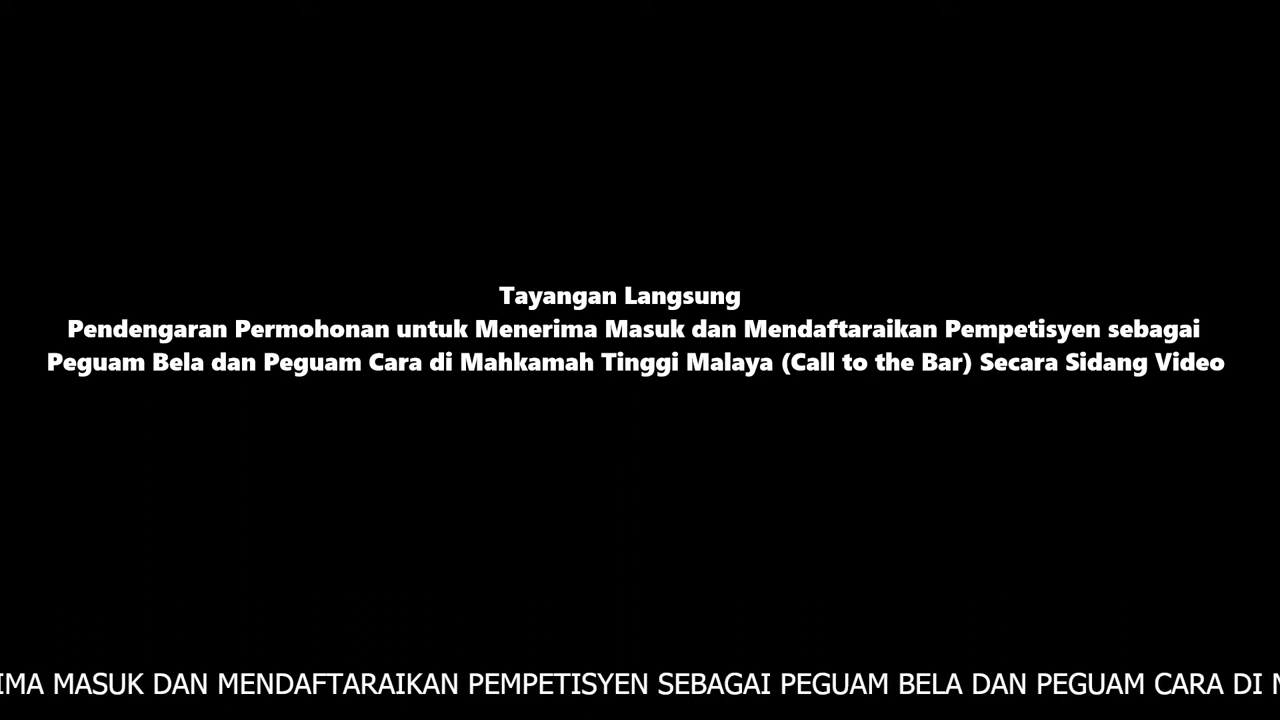 Tayangan Langsung
Pendengaran Permohonan untuk Menerima Masuk dan Mendaftaraikan Pempetisyen sebagai
Peguam Bela dan Peguam Cara di Mahkamah Tinggi Malaya (Call to the Bar) Secara Sidang Video
IMA MASUK DAN MENDAFTARAIKAN PEMPETISYEN SEBAGAI PEGUAM BELA DAN PEGUAM CARA DI